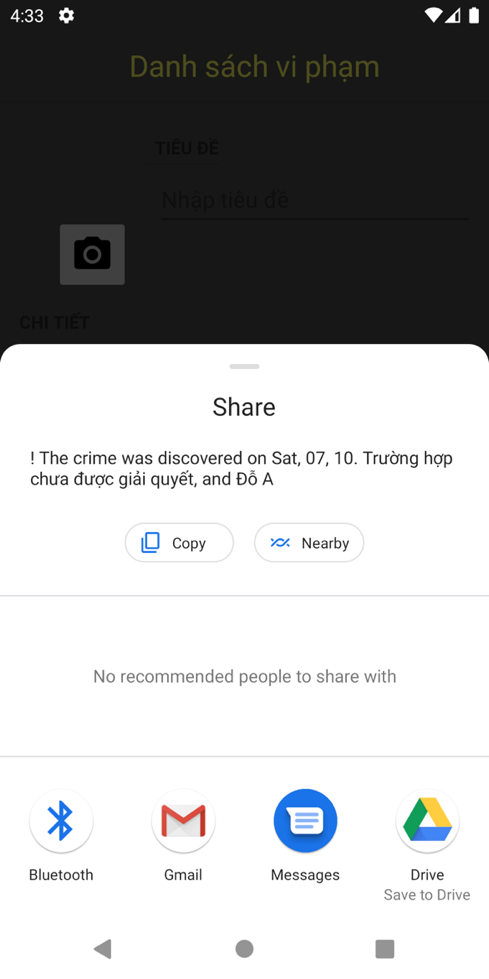 4:33
Danh sách vi phạm
TIÊU ĐỀ
Nhập tiêu đề
CHI TIẾT
Share
! The crime was discovered on Sat, 07, 10. Trường hợp
chưa được giải quyết, and Đỗ A
Copy
Nearby
No recommended people to share with
Bluetooth
Gmail
Messages
Drive
Save to Drive